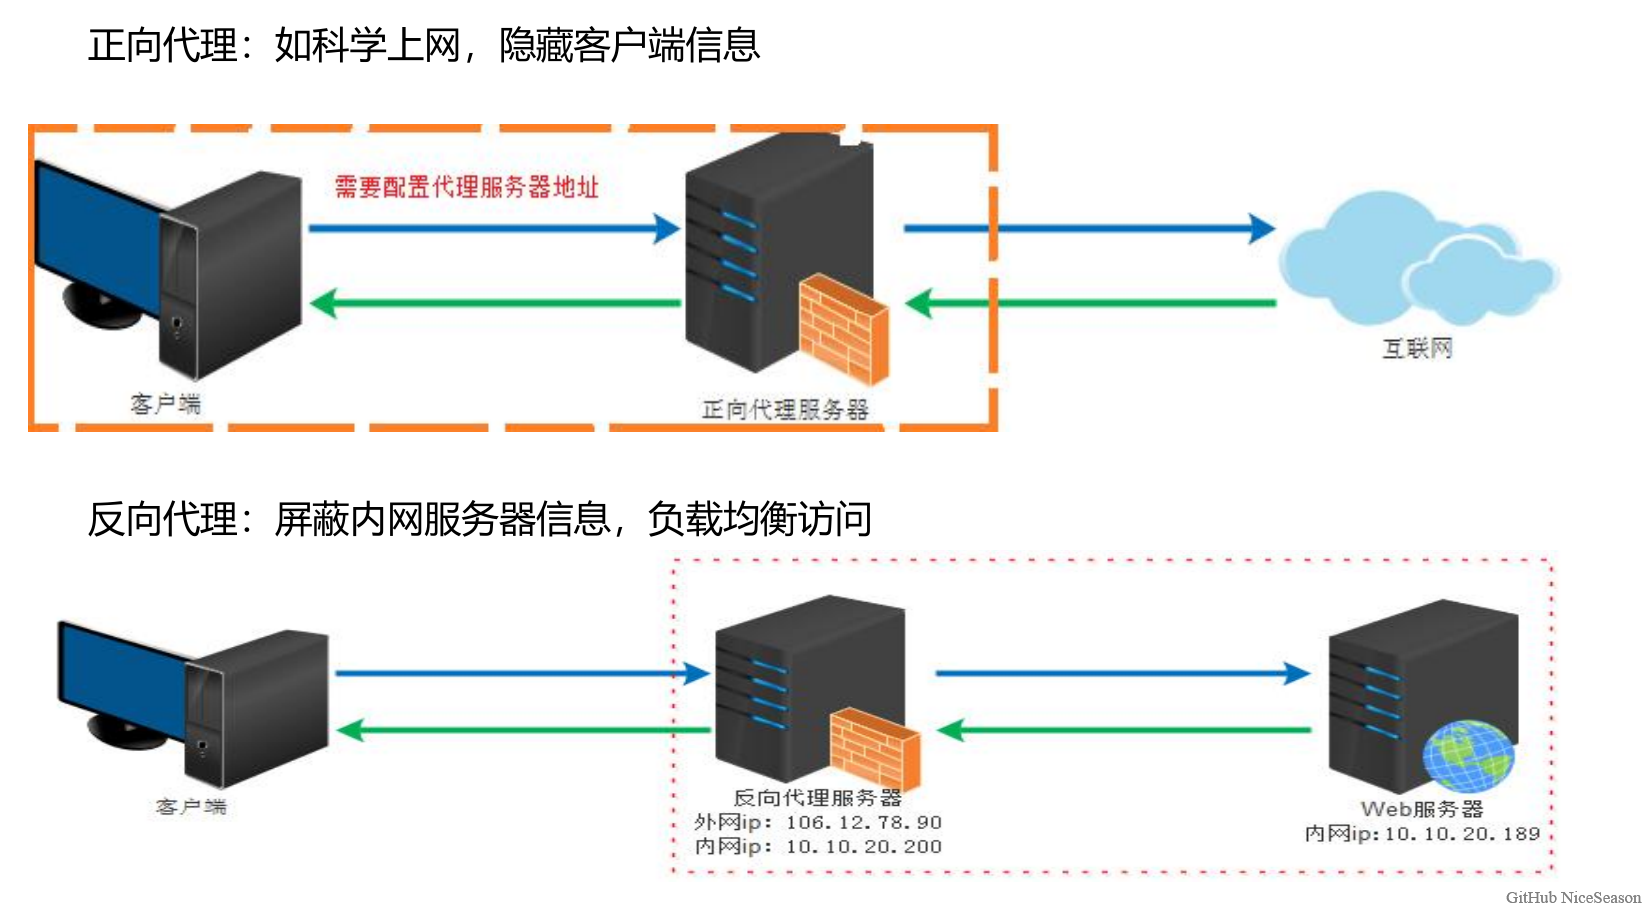 正向代理：如科学上网，隐藏客户端信息
需要配置代理服务器地址
互联网
客户端
正向代理服务器
反向代理：屏蔽内网服务器信息，负载均衡访问
客户端
反向代理服务器
外网ip：106.12.78.90
内网ip：10.10.20.200
Web服务器
内网ip:10.10.20.189
GitHub NiceSeason